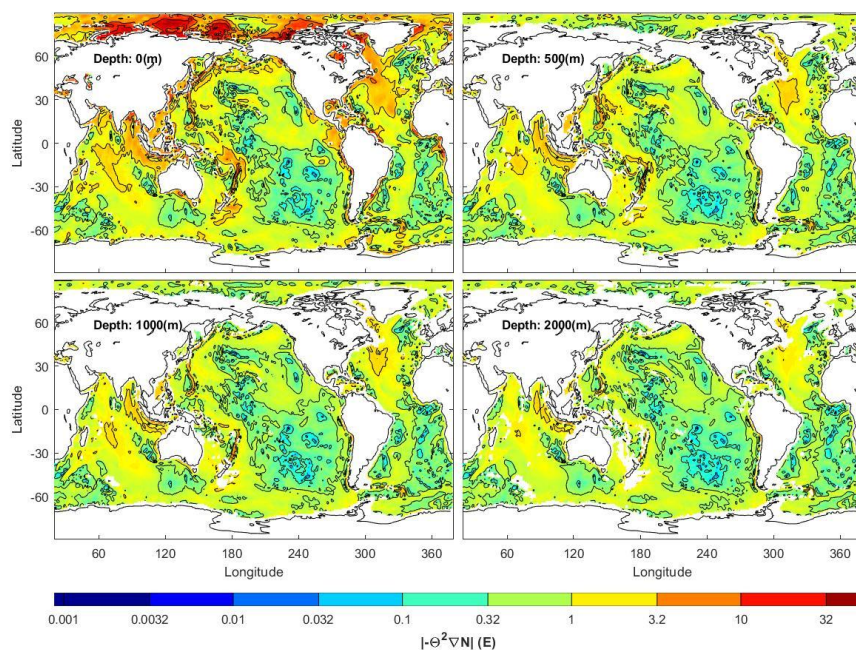 Depth: 0(m)
Depth: 500(m)
60
30
0
-30
-60
Latitude
Depth: 1000(m)
Depth: 2000(m)
60
30
0
-30
-60
Latitude
60 120 180 240 300 360
60 120 180 240 300 360
Longitude
Longitude
0.001 0.0032 0.01 0.032 0.1 0.32 1 3.2 10 32
|-Θ²∇N| (E)